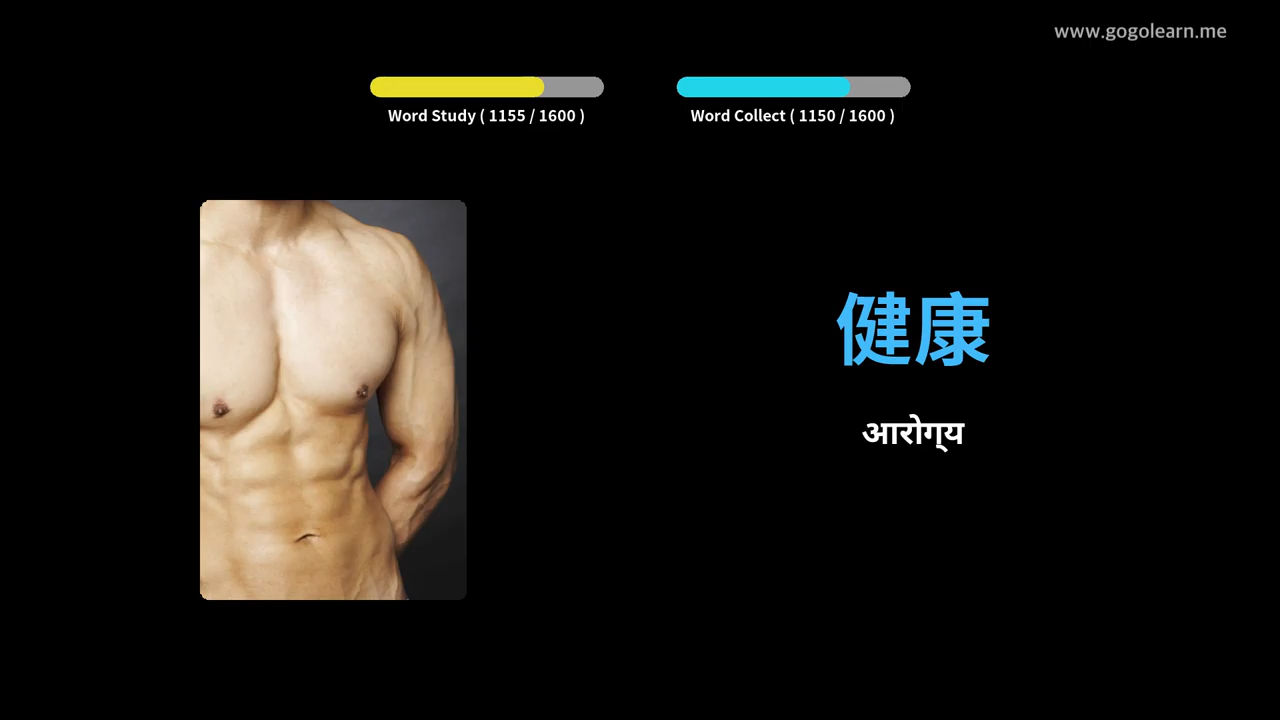 www.gogolearn.me
Word Study ( 1155 / 1600 )
Word Collect ( 1150 / 1600 )
健康
आरोग्‌य